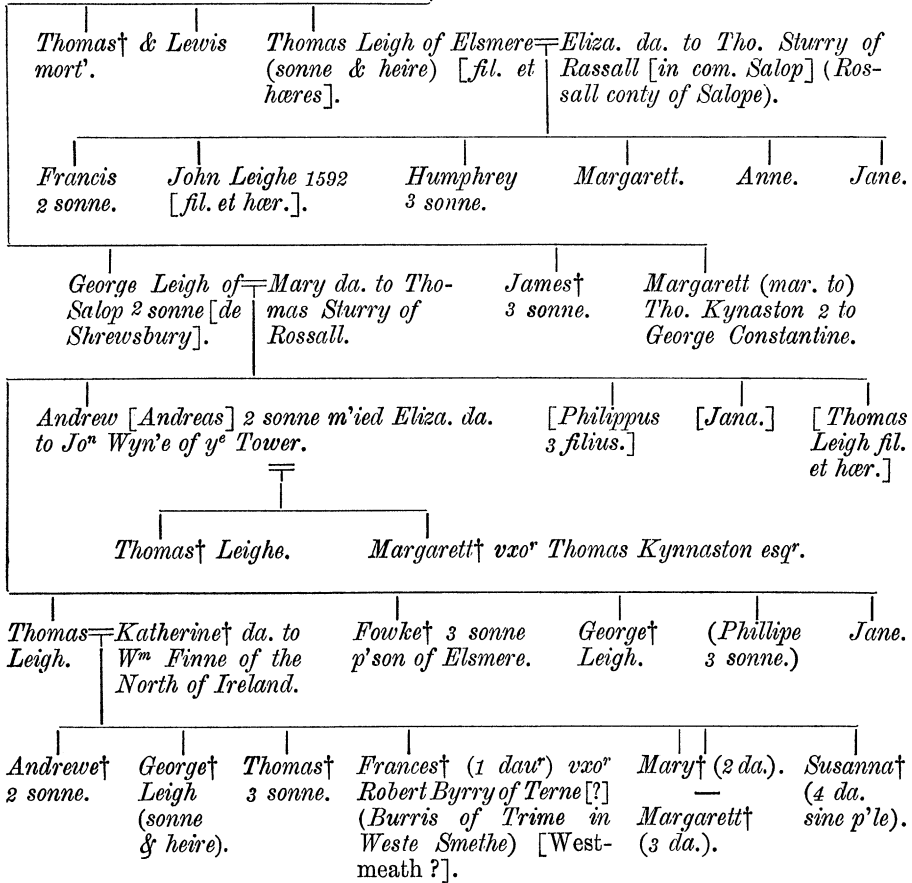 Thomas† & Lewis
mort'.
Thomas Leigh of Elsmere
(sonne & heire) [fil. et
hæres].
Eliza. da. to Tho. Sturry of
Rassall [in com. Salop] (Ros-
sall conty of Salope).
Francis
2 sonne.
John Leighe 1592
[fil. et hær.].
Humphrey
3 sonne.
Margarett.
Anne.
Jane.
George Leigh of
Salop 2 sonne [de
Shrewsbury].
Mary da. to Tho-
mas Sturry of
Rossall.
James†
3 sonne.
Margarett (mar. to)
Tho. Kynaston 2 to
George Constantine.
Andrew [Andreas] 2 sonne m'ied Eliza. da.
to Joⁿ Wyn'e of yᵉ Tower.
[Philippus
3 filius.]
[Jana.]
[Thomas
Leigh fil.
et hær.]
Thomas† Leighe.
Margarett† vxoʳ Thomas Kynnaston esqʳ.
Thomas
Leigh.
Katherine† da. to
Wᵐ Finne of the
North of Ireland.
Fowke† 3 sonne
p'son of Elsmere.
George†
Leigh.
(Phillipe
3 sonne.)
Jane.
Andrewe†
2 sonne.
George†
Leigh
(sonne
& heire).
Thomas†
3 sonne.
Frances† (1 dauʳ) vxoʳ
Robert Byrry of Terne [?]
(Burris of Trime in
Weste Smethe) [West-
meath ?].
Mary† (2 da.).
Margarett†
(3 da.).
Susanna†
(4 da.
sine p'le).